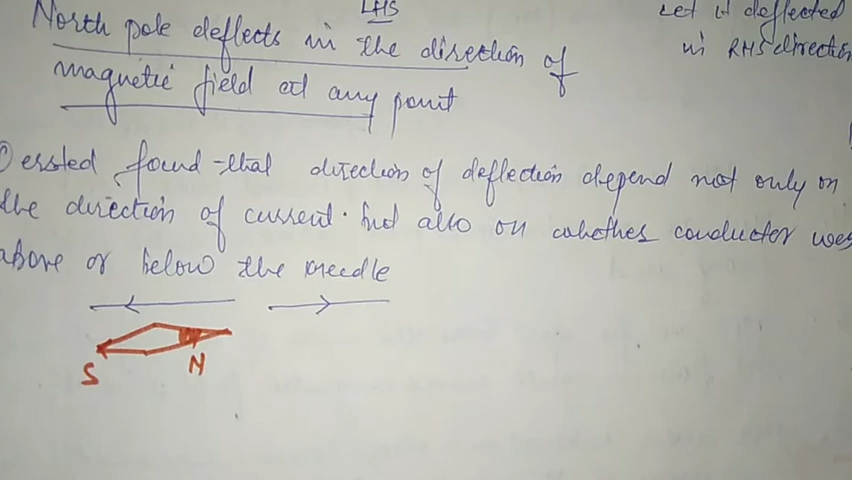 LHS
North pole deflects in the direction of
magnetic field at any point
Let it deflected
in RHS direction
Oersted found that direction of deflection depend not only on
the direction of current. but also on whether conductor was
above or below the needle
S
N